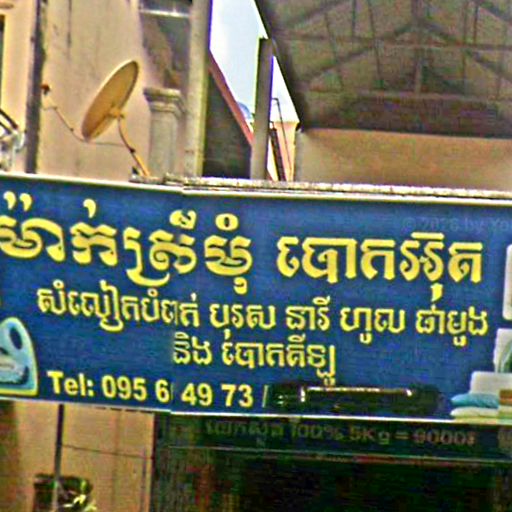 ម៉ាក់ត្រីមុំ បោកអ៊ុត
សំលៀកបំពាក់ បុរស នារី ហូល ផាមួង
និង បោកគីឡូ
Tel: 095 6 49 73
100% 5Kg = 9000៛